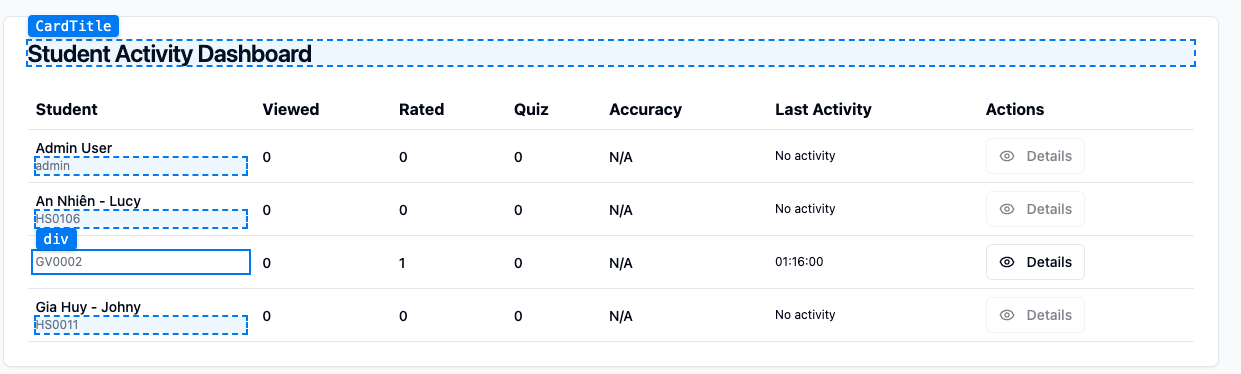 CardTitle
Student Activity Dashboard
Student Viewed Rated Quiz Accuracy Last Activity Actions
Admin User
admin
0 0 0 N/A No activity Details
An Nhiên - Lucy
HS0106
0 0 0 N/A No activity Details
div
GV0002
0 1 0 N/A 01:16:00 Details
Gia Huy - Johny
HS0011
0 0 0 N/A No activity Details